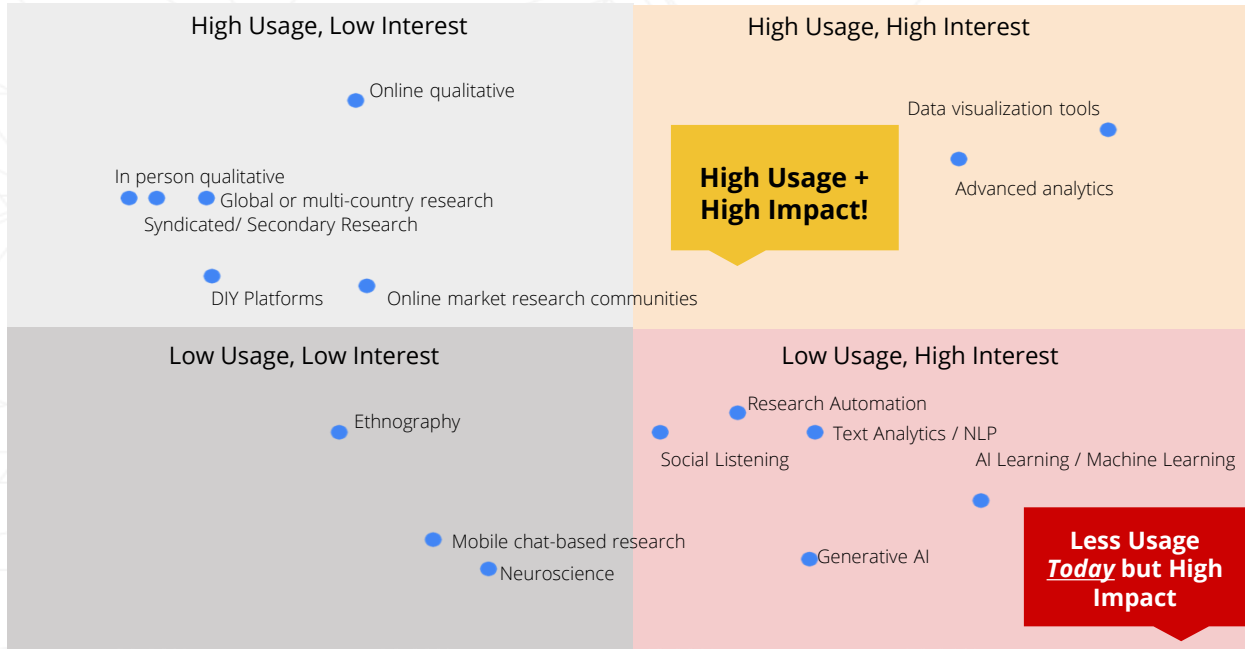 High Usage, Low Interest
High Usage, High Interest
Online qualitative
Data visualization tools
Advanced analytics
High Usage +
High Impact!
In person qualitative
Global or multi-country research
Syndicated/ Secondary Research
DIY Platforms
Online market research communities
Low Usage, Low Interest
Low Usage, High Interest
Ethnography
Research Automation
Text Analytics / NLP
Social Listening
AI Learning / Machine Learning
Mobile chat-based research
Neuroscience
Generative AI
Less Usage
Today but High
Impact